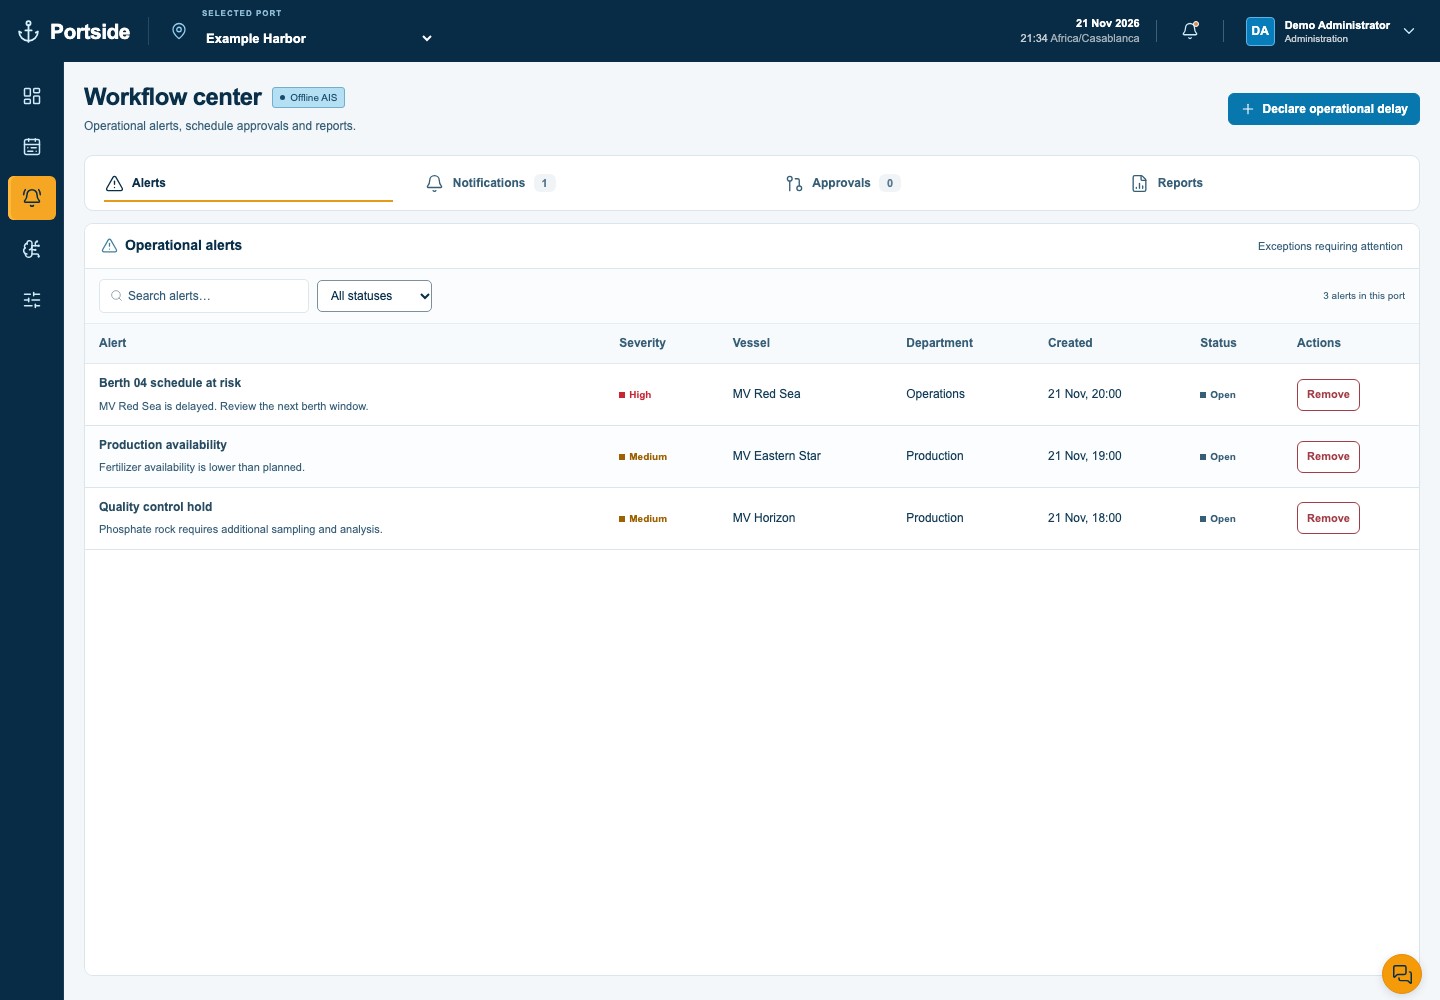 Portside
SELECTED PORT
Example Harbor
21 Nov 2026
21:34 Africa/Casablanca
DA
Demo Administrator
Administration
Workflow center
Offline AIS
Operational alerts, schedule approvals and reports.
Declare operational delay
Alerts
Notifications 1
Approvals 0
Reports
Operational alerts
Exceptions requiring attention
Search alerts...
All statuses
3 alerts in this port
Alert Severity Vessel Department Created Status Actions
Berth 04 schedule at risk
MV Red Sea is delayed. Review the next berth window.
High MV Red Sea Operations 21 Nov, 20:00 Open Remove
Production availability
Fertilizer availability is lower than planned.
Medium MV Eastern Star Production 21 Nov, 19:00 Open Remove
Quality control hold
Phosphate rock requires additional sampling and analysis.
Medium MV Horizon Production 21 Nov, 18:00 Open Remove